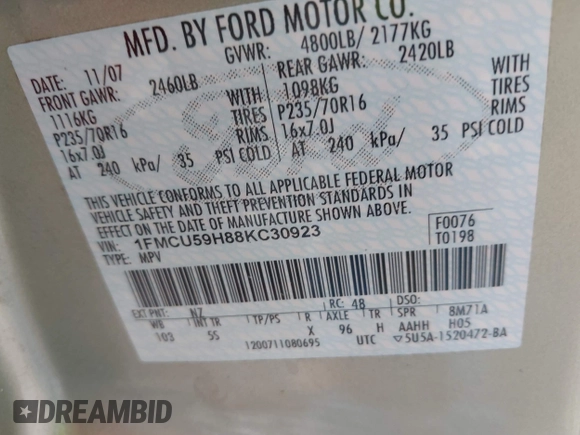 MFD. BY FORD MOTOR CO.
DATE: 11/07 GVWR: 4800LB/ 2177KG
FRONT GAWR: 2460LB REAR GAWR: 2420LB
1116KG WITH 1098KG WITH
P235/70R16 TIRES P235/70R16 TIRES
16x7.0J RIMS 16x7.0J RIMS
AT 240 kPa/ 35 PSI COLD AT 240 kPa/ 35 PSI COLD
THIS VEHICLE CONFORMS TO ALL APPLICABLE FEDERAL MOTOR
VEHICLE SAFETY AND THEFT PREVENTION STANDARDS IN
EFFECT ON THE DATE OF MANUFACTURE SHOWN ABOVE.
1FMCU59H88KC30923 F0076
TYPE: MPV T0198
EXT PNT: NZ RC: 48 DSO:
WB INT TR TP/PS R AXLE TR SPR 8M71A
103 5S X 96 H AAHH H05
1200711080695 UTC ▽5U5A-1520472-BA
Ford
DREAMBID